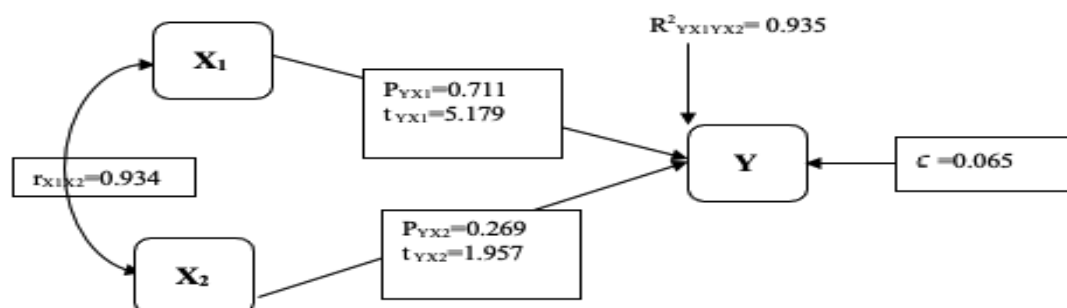 R²YX1YX2= 0.935
X₁
PYX1=0.711
tYX1=5.179
Y
є =0.065
rX1X2=0.934
PYX2=0.269
tYX2=1.957
X₂